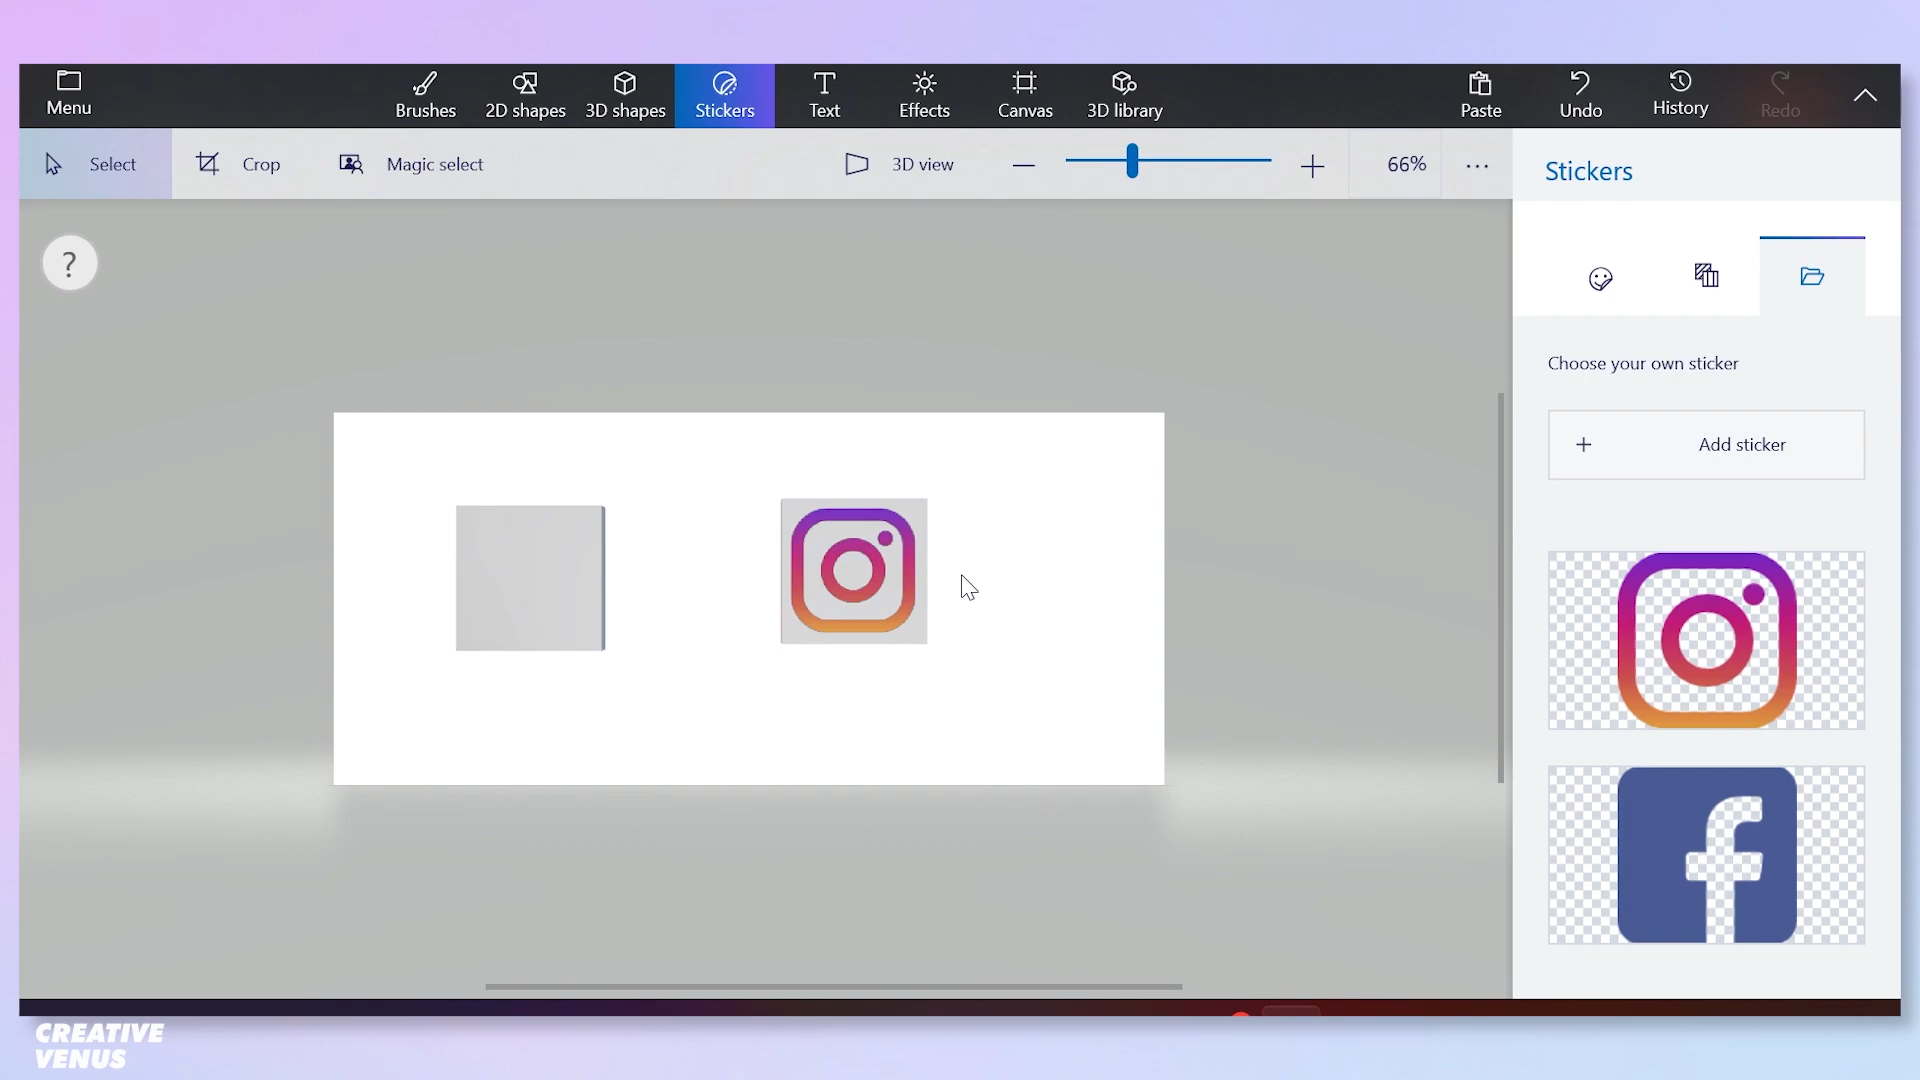 Menu
Brushes
2D shapes
3D shapes
Stickers
Text
Effects
Canvas
3D library
Paste
Undo
History
Redo
Select
Crop
Magic select
3D view
66%
Stickers
?
Choose your own sticker
+ Add sticker
CREATIVE
VENUS